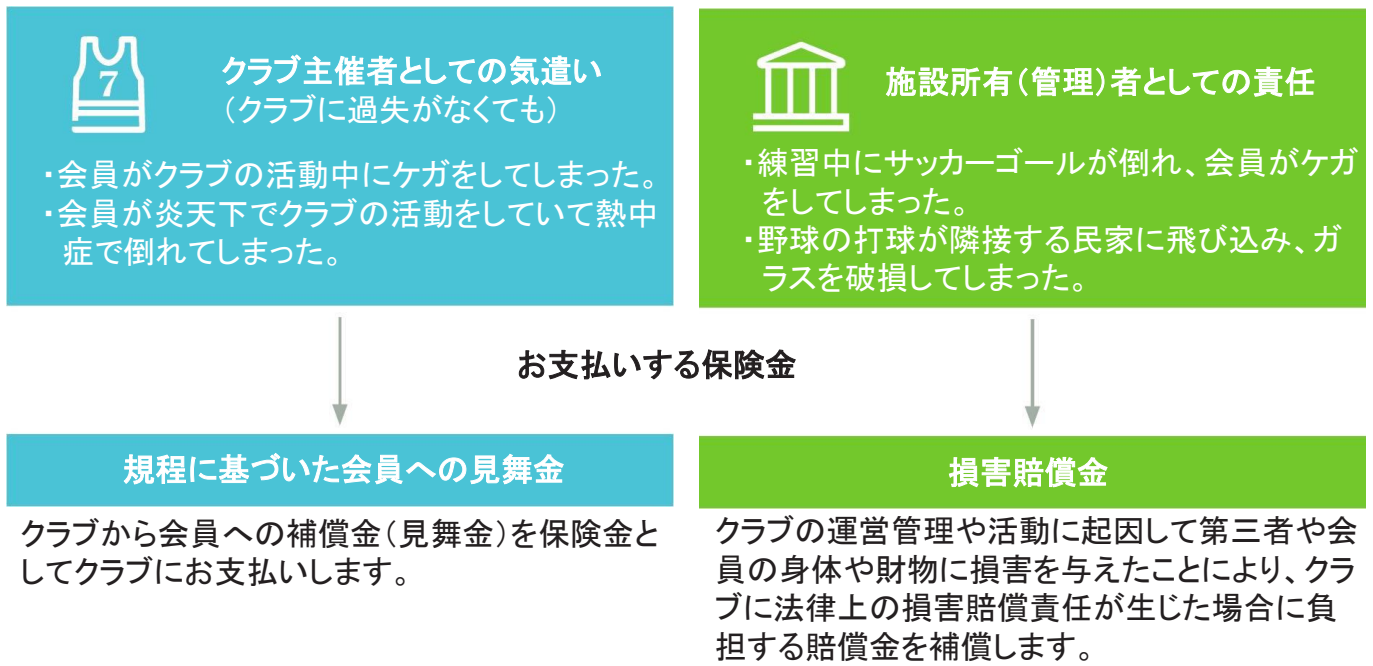 7
クラブ主催者としての気遣い
（クラブに過失がなくても）
・会員がクラブの活動中にケガをしてしまった。
・会員が炎天下でクラブの活動をしていて熱中
症で倒れてしまった。
施設所有（管理）者としての責任
・練習中にサッカーゴールが倒れ、会員がケガ
をしてしまった。
・野球の打球が隣接する民家に飛び込み、ガ
ラスを破損してしまった。
お支払いする保険金
規程に基づいた会員への見舞金
クラブから会員への補償金（見舞金）を保険金と
してクラブにお支払いします。
損害賠償金
クラブの運営管理や活動に起因して第三者や会
員の身体や財物に損害を与えたことにより、クラ
ブに法律上の損害賠償責任が生じた場合に負
担する賠償金を補償します。